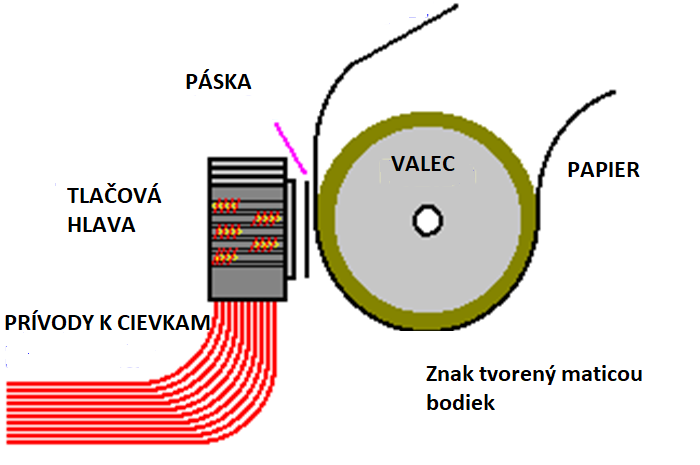 PÁSKA
VALEC
PAPIER
TLAČOVÁ
HLAVA
PRÍVODY K CIEVKAM
Znak tvorený maticou
bodiek